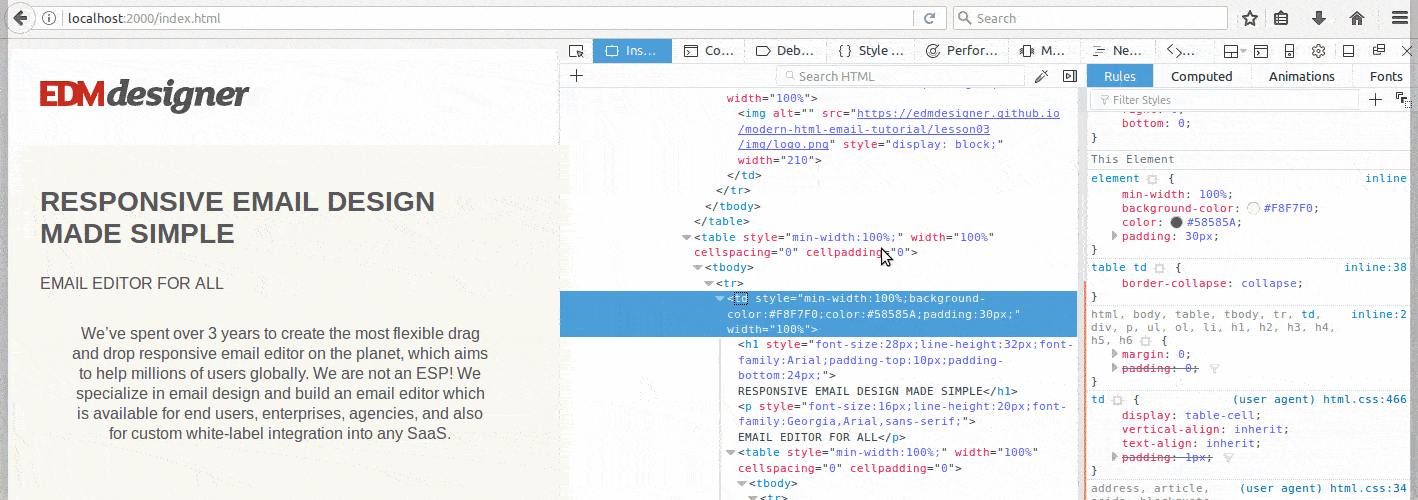 localhost:2000/index.html
Search
Ins...
Co...
Deb...
Style ...
Perfor...
M...
Ne...
Search HTML
Rules
Computed
Animations
Fonts
Filter Styles
EDMdesigner
RESPONSIVE EMAIL DESIGN
MADE SIMPLE
EMAIL EDITOR FOR ALL
We’ve spent over 3 years to create the most flexible drag
and drop responsive email editor on the planet, which aims
to help millions of users globally. We are not an ESP! We
specialize in email design and build an email editor which
is available for end users, enterprises, agencies, and also
for custom white-label integration into any SaaS.
width="100%">
<img alt="" src="https://edmdesigner.github.io
/modern-html-email-tutorial/lesson03
/img/logo.png" style="display: block;"
width="210">
</td>
</tr>
</tbody>
</table>
<table style="min-width:100%;" width="100%"
cellspacing="0" cellpadding="0">
<tbody>
<tr>
<td style="min-width:100%;background-
color:#F8F7F0;color:#58585A;padding:30px;"
width="100%">
<h1 style="font-size:28px;line-height:32px;font-
family:Arial;padding-top:10px;padding-
bottom:24px;">
RESPONSIVE EMAIL DESIGN MADE SIMPLE</h1>
<p style="font-size:16px;line-height:20px;font-
family:Georgia,Arial,sans-serif;">
EMAIL EDITOR FOR ALL</p>
<table style="min-width:100%;" width="100%"
cellspacing="0" cellpadding="0">
<tbody>
<tr>
bottom: 0;
}
This Element
element { inline
min-width: 100%;
background-color: #F8F7F0;
color: #58585A;
padding: 30px;
}
table td { inline:38
border-collapse: collapse;
}
html, body, table, tbody, tr, td, inline:2
div, p, ul, ol, li, h1, h2, h3, h4,
h5, h6 {
margin: 0;
padding: 0;
}
td { (user agent) html.css:466
display: table-cell;
vertical-align: inherit;
text-align: inherit;
padding: 1px;
}
address, article, (user agent) html.css:34